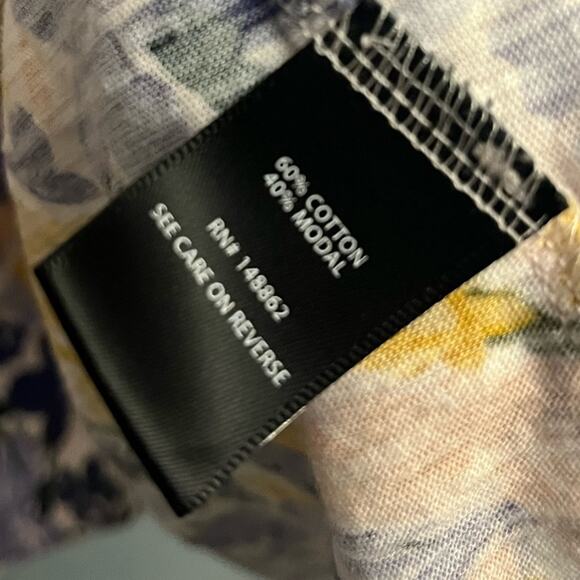 60% COTTON
40% MODAL
RN# 148862
SEE CARE ON REVERSE